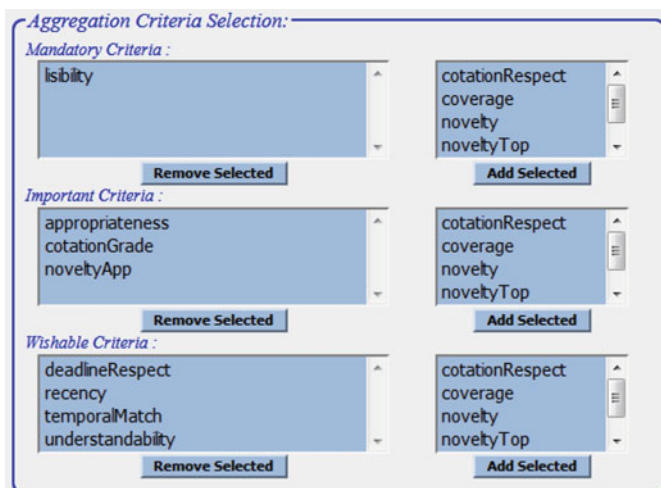 Aggregation Criteria Selection:
Mandatory Criteria :
lisibility
cotationRespect
coverage
novelty
noveltyTop
Remove Selected
Add Selected
Important Criteria :
appropriateness
cotationGrade
noveltyApp
cotationRespect
coverage
novelty
noveltyTop
Remove Selected
Add Selected
Wishable Criteria :
deadlineRespect
recency
temporalMatch
understandability
cotationRespect
coverage
novelty
noveltyTop
Remove Selected
Add Selected